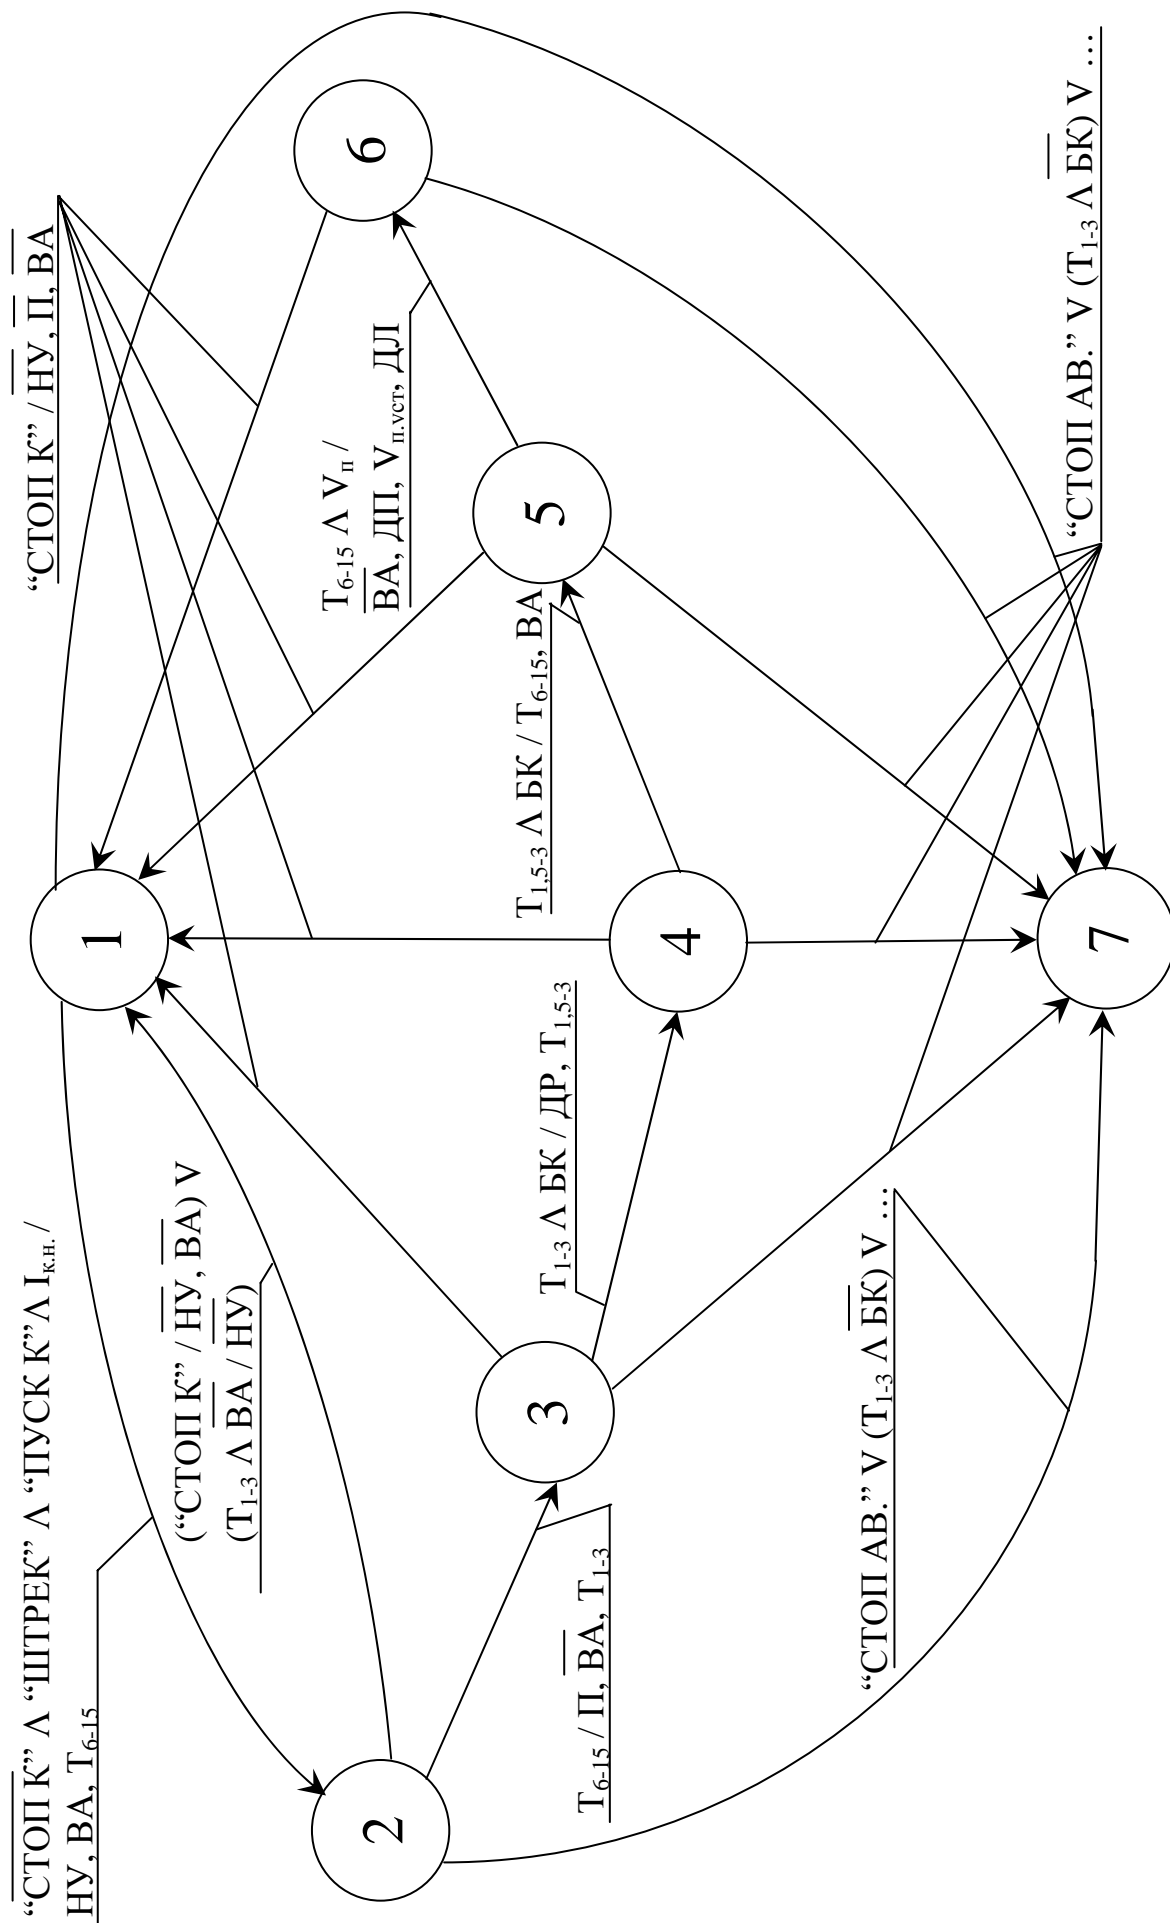 “СТОП К” Λ “ШТРЕК” Λ “ПУСК К” Λ Iк.н. /
НУ, ВА, T6-15
“СТОП К” / НУ, П, ВА
1
(“СТОП К” / НУ, ВА) V
(T1-3 Λ ВА / НУ)
T6-15 Λ Vп /
ВА, ДП, Vп.уст, ДЛ
6
2
T1,5-3 Λ БК / T6-15, ВА
5
3
T1-3 Λ БК / ДР, T1,5-3
T6-15 / П, ВА, T1-3
4
“СТОП АВ.” V (T1-3 Λ БК) V ...
“СТОП АВ.” V (T1-3 Λ БК) V ...
7